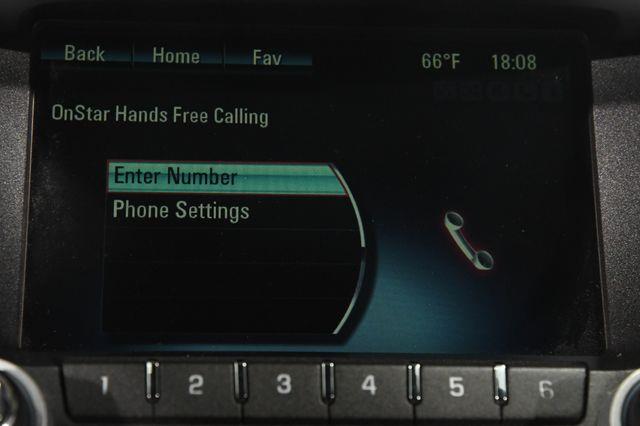 Back Home Fav 66°F 18:08
OnStar Hands Free Calling
Enter Number
Phone Settings
1 2 3 4 5 6